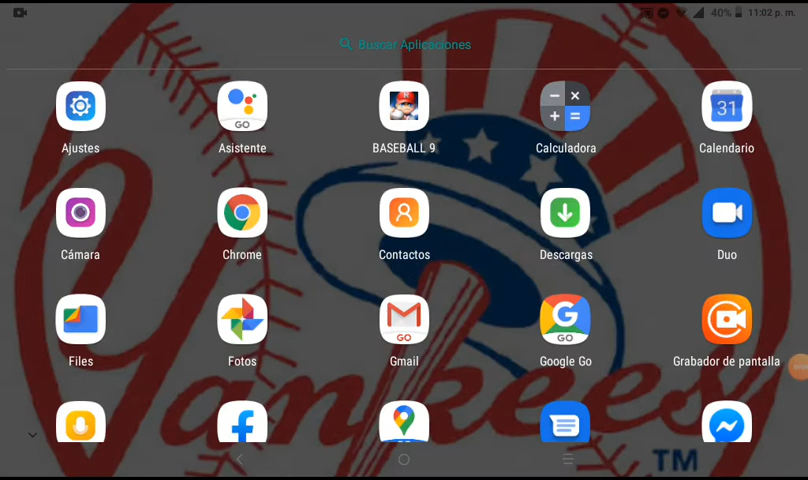 40% 11:02 p. m.
Buscar Aplicaciones
Ajustes
GO
Asistente
BASEBALL 9
Calculadora
31
Calendario
Cámara
Chrome
Contactos
Descargas
Duo
Files
Fotos
GO
Gmail
G
GO
Google Go
Grabador de pantalla
Yankees
TM